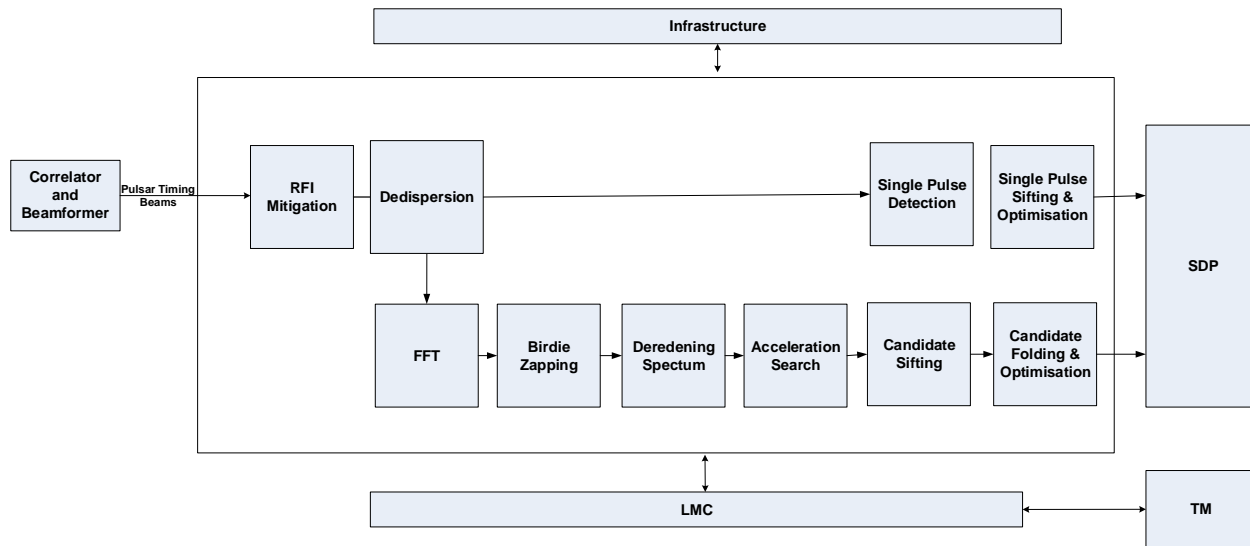 Infrastructure
Correlator
and
Beamformer
Pulsar Timing
Beams
RFI
Mitigation
Dedispersion
Single Pulse
Detection
Single Pulse
Sifting &
Optimisation
SDP
FFT
Birdie
Zapping
Deredening
Spectum
Acceleration
Search
Candidate
Sifting
Candidate
Folding &
Optimisation
LMC
TM